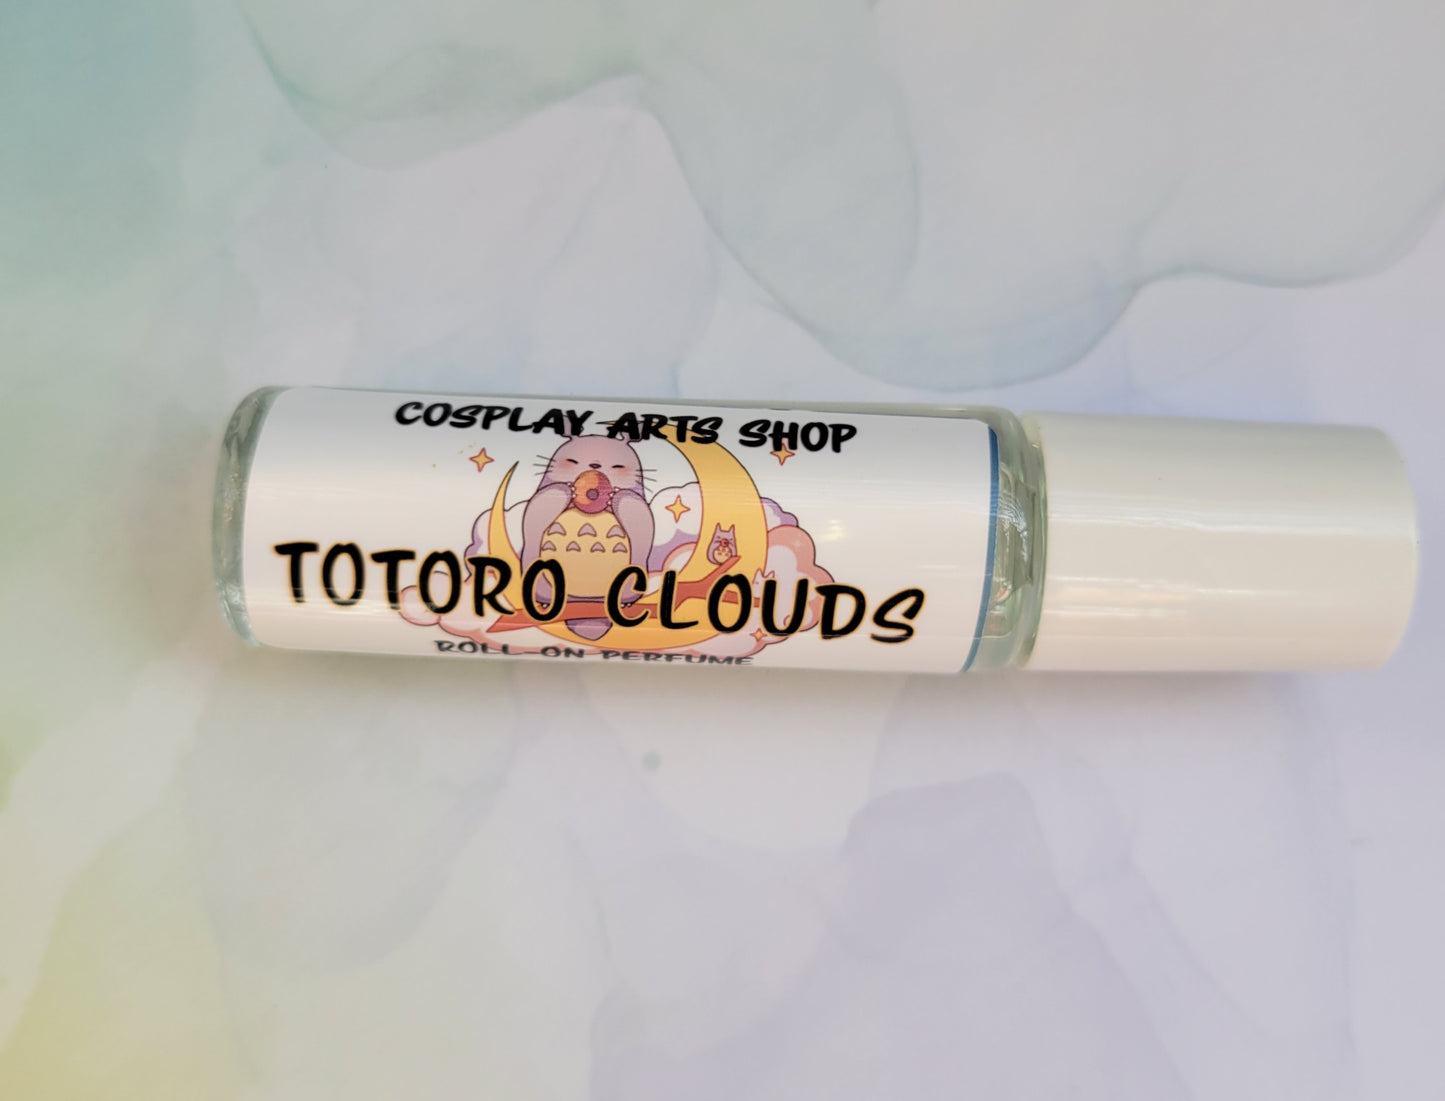 COSPLAY ARTS SHOP
TOTORO CLOUDS
ROLL-ON PERFUME